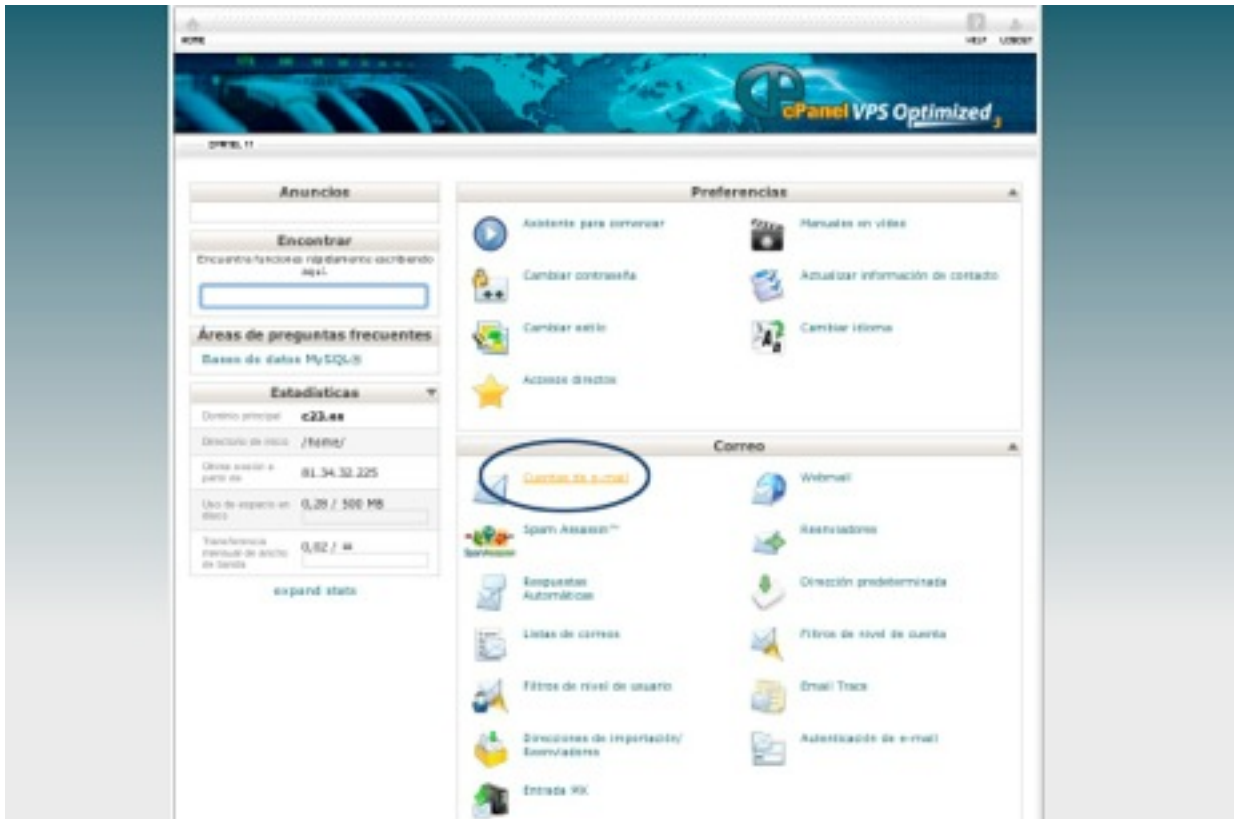 HOME
HELP LOGOUT
cPanel VPS Optimized 3
CPANEL 11
Anuncios
Encontrar
Encuentra funciones rápidamente escribiendo
aquí.
Áreas de preguntas frecuentes
Bases de datos MySQL®
Estadísticas
Dominio principal c23.es
Directorio de inicio /home/
Última sesión a
partir de 81.34.32.225
Uso de espacio en
disco 0,28 / 500 MB
Transferencia
mensual de ancho
de banda 0,02 / ∞
expand stats
Preferencias
Asistente para comenzar
Manuales en vídeo
Cambiar contraseña
Actualizar información de contacto
Cambiar estilo
Cambiar idioma
Accesos directos
Correo
Cuentas de e-mail
Webmail
Spam Assassin™
Reenviadores
Respuestas
Automáticas
Dirección predeterminada
Listas de correos
Filtros de nivel de cuenta
Filtros de nivel de usuario
Email Trace
Direcciones de importación/
Reenviadores
Autenticación de e-mail
Entrada MX